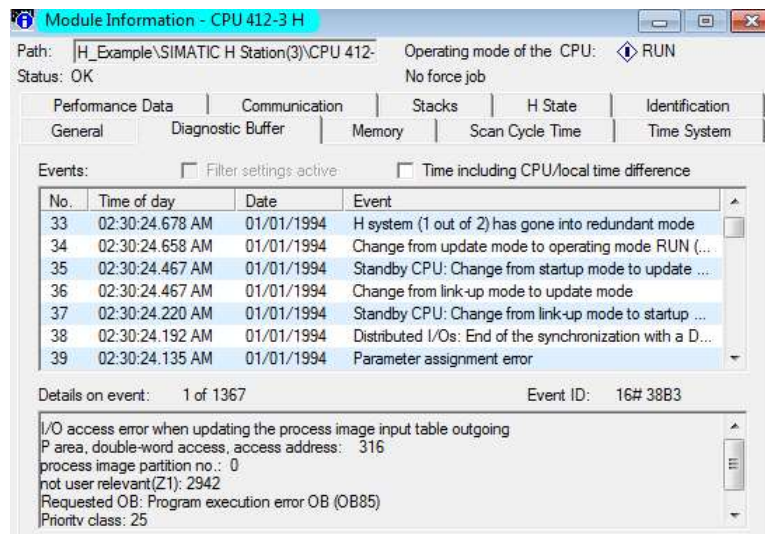 Module Information - CPU 412-3 H
Path: H_Example\SIMATIC H Station(3)\CPU 412- Operating mode of the CPU: RUN
Status: OK No force job
Performance Data Communication Stacks H State Identification
General Diagnostic Buffer Memory Scan Cycle Time Time System
Events: Filter settings active Time including CPU/local time difference
No. Time of day Date Event
33 02:30:24.678 AM 01/01/1994 H system (1 out of 2) has gone into redundant mode
34 02:30:24.658 AM 01/01/1994 Change from update mode to operating mode RUN (...
35 02:30:24.467 AM 01/01/1994 Standby CPU: Change from startup mode to update ...
36 02:30:24.467 AM 01/01/1994 Change from link-up mode to update mode
37 02:30:24.220 AM 01/01/1994 Standby CPU: Change from link-up mode to startup ...
38 02:30:24.192 AM 01/01/1994 Distributed I/Os: End of the synchronization with a D...
39 02:30:24.135 AM 01/01/1994 Parameter assignment error
Details on event: 1 of 1367 Event ID: 16# 38B3
I/O access error when updating the process image input table outgoing
P area, double-word access, access address: 316
process image partition no.: 0
not user relevant(Z1): 2942
Requested OB: Program execution error OB (OB85)
Priority class: 25